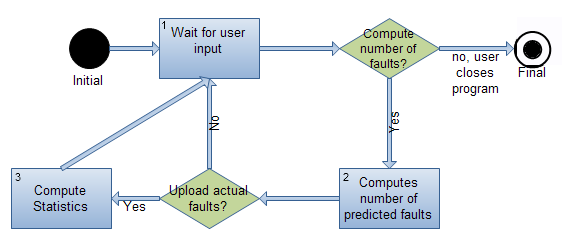 1
Wait for user
input
Compute
number of
faults?
Initial
no, user
closes
program
Final
No
Yes
3
Compute
Statistics
Yes
Upload actual
faults?
2
Computes
number of
predicted faults